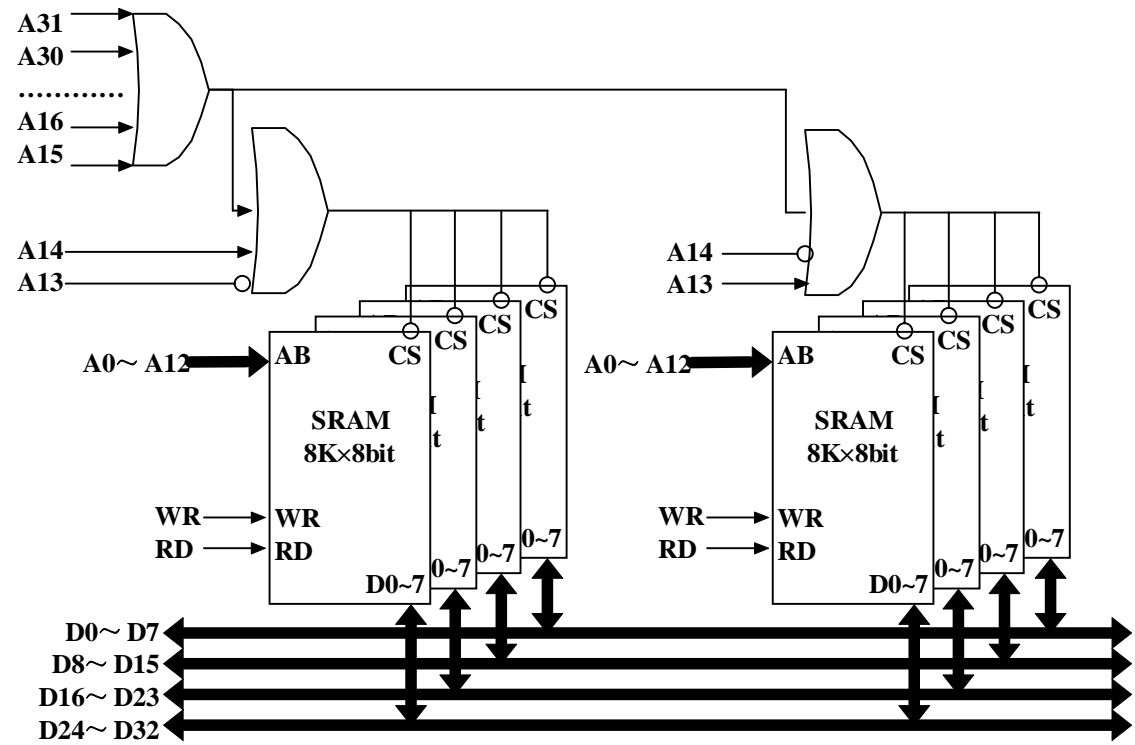 A31
A30
............
A16
A15
A14
A13
A14
A13
CS
CS
CS
CS
CS
CS
CS
CS
A0～A12
AB
A0～A12
AB
SRAM
8K×8bit
SRAM
8K×8bit
I
t
I
t
I
t
I
t
I
t
I
t
WR
WR
RD
RD
WR
WR
RD
RD
D0~7
0~7
0~7
0~7
D0~7
0~7
0~7
0~7
D0～D7
D8～D15
D16～D23
D24～D32